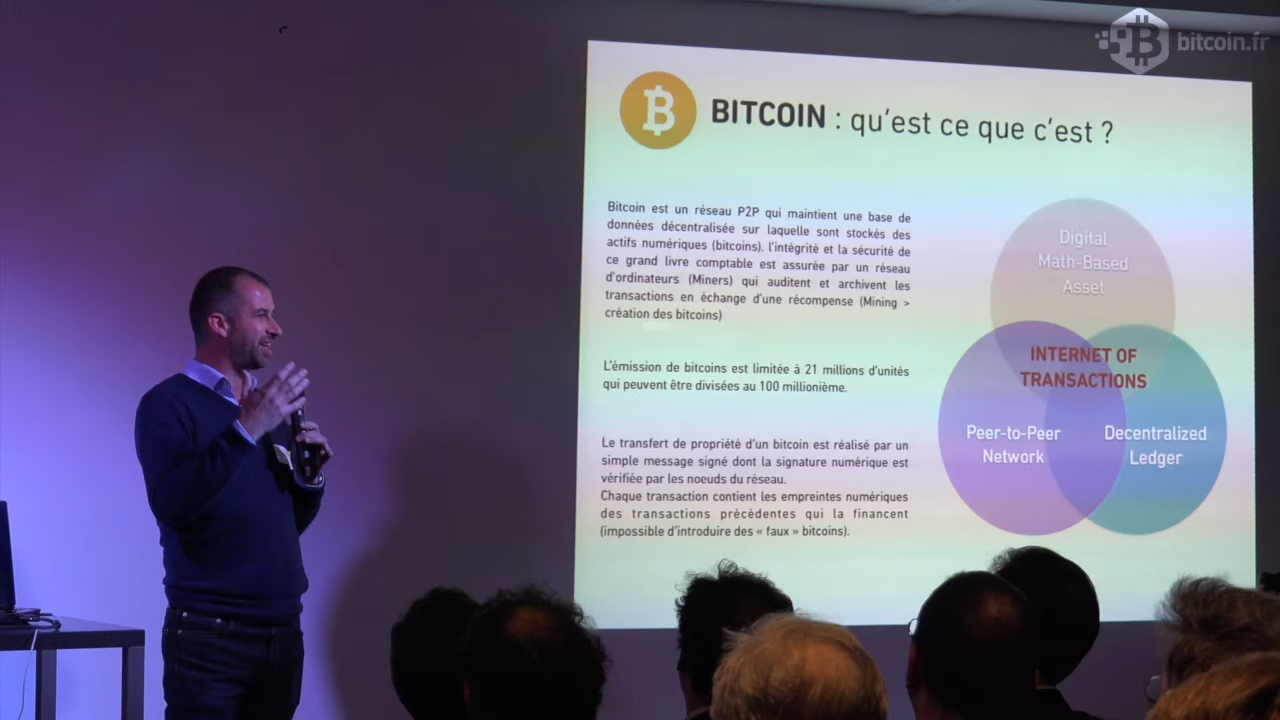 bitcoin.fr
BITCOIN : qu'est ce que c'est ?
Bitcoin est un réseau P2P qui maintient une base de
données décentralisée sur laquelle sont stockés des
actifs numériques (bitcoins). l'intégrité et la sécurité de
ce grand livre comptable est assurée par un réseau
d'ordinateurs (Miners) qui auditent et archivent les
transactions en échange d'une récompense (Mining >
création des bitcoins)
L'émission de bitcoins est limitée à 21 millions d'unités
qui peuvent être divisées au 100 millionième.
Le transfert de propriété d'un bitcoin est réalisé par un
simple message signé dont la signature numérique est
vérifiée par les noeuds du réseau.
Chaque transaction contient les empreintes numériques
des transactions précédentes qui la financent
(impossible d'introduire des « faux » bitcoins).
Digital
Math-Based
Asset
INTERNET OF
TRANSACTIONS
Peer-to-Peer
Network
Decentralized
Ledger